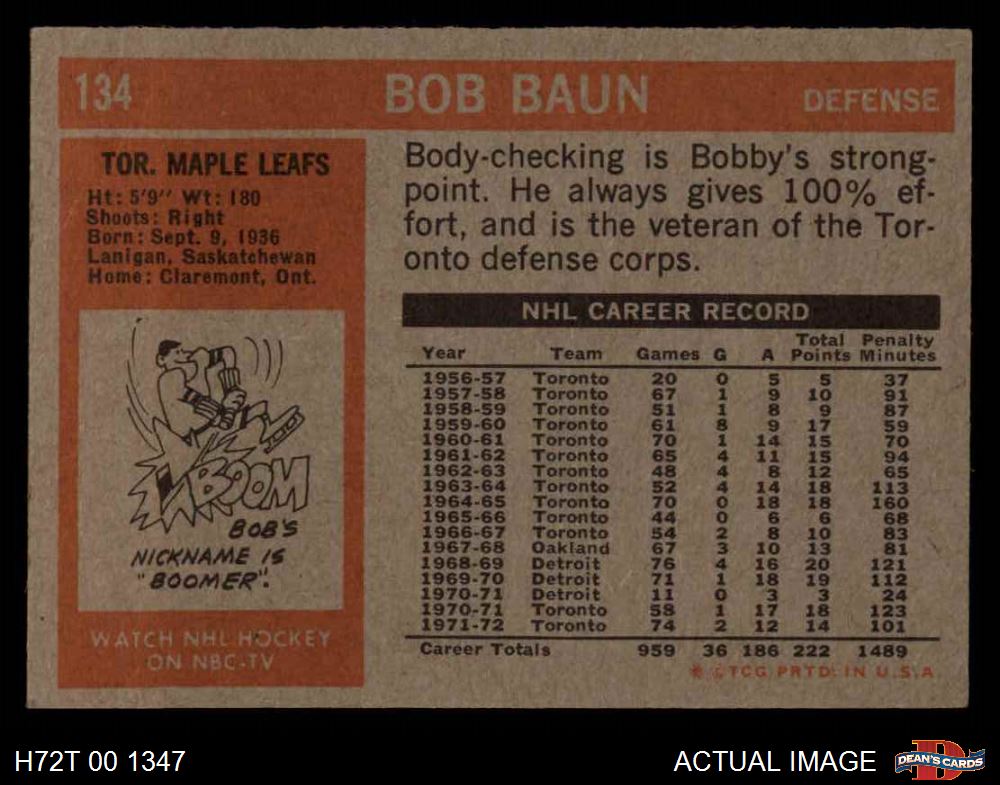 134 BOB BAUN DEFENSE
TOR. MAPLE LEAFS
Ht: 5'9" Wt: 180
Shoots: Right
Born: Sept. 9, 1936
Lanigan, Saskatchewan
Home: Claremont, Ont.
KABOOM
BOB'S
NICKNAME IS
"BOOMER".
WATCH NHL HOCKEY
ON NBC-TV
Body-checking is Bobby's strong-
point. He always gives 100% ef-
fort, and is the veteran of the Tor-
onto defense corps.
NHL CAREER RECORD
Total Penalty
Year Team Games G A Points Minutes
1956-57 Toronto 20 0 5 5 37
1957-58 Toronto 67 1 9 10 91
1958-59 Toronto 51 1 8 9 87
1959-60 Toronto 61 8 9 17 59
1960-61 Toronto 70 1 14 15 70
1961-62 Toronto 65 4 11 15 94
1962-63 Toronto 48 4 8 12 65
1963-64 Toronto 52 4 14 18 113
1964-65 Toronto 70 0 18 18 160
1965-66 Toronto 44 0 6 6 68
1966-67 Toronto 54 2 8 10 83
1967-68 Oakland 67 3 10 13 81
1968-69 Detroit 76 4 16 20 121
1969-70 Detroit 71 1 18 19 112
1970-71 Detroit 11 0 3 3 24
1970-71 Toronto 58 1 17 18 123
1971-72 Toronto 74 2 12 14 101
Career Totals 959 36 186 222 1489
* © TCG PRTD. IN U.S.A
H72T 00 1347
ACTUAL IMAGE
D
DEAN'S CARDS